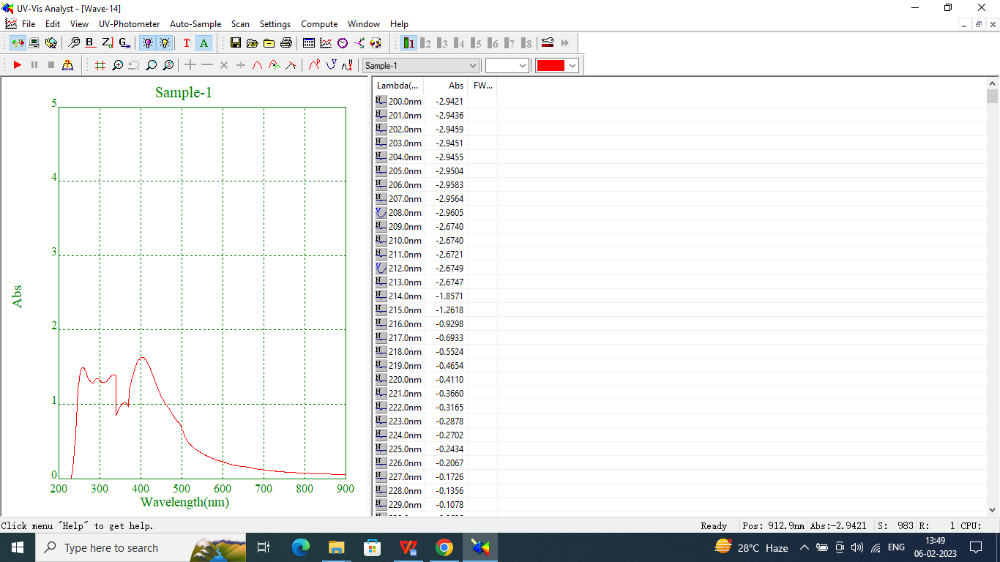 UV-Vis Analyst - [Wave-14]
File Edit View UV-Photometer Auto-Sample Scan Settings Compute Window Help
T A 1 2 3 4 5 6 7 8
Sample-1
Sample-1
5
4
3
2
1
0
Abs
200 300 400 500 600 700 800 900
Wavelength(nm)
Lambda(... Abs FW...
200.0nm -2.9421
201.0nm -2.9436
202.0nm -2.9459
203.0nm -2.9451
204.0nm -2.9455
205.0nm -2.9504
206.0nm -2.9583
207.0nm -2.9564
208.0nm -2.9605
209.0nm -2.6740
210.0nm -2.6740
211.0nm -2.6721
212.0nm -2.6749
213.0nm -2.6747
214.0nm -1.8571
215.0nm -1.2618
216.0nm -0.9298
217.0nm -0.6933
218.0nm -0.5524
219.0nm -0.4654
220.0nm -0.4110
221.0nm -0.3660
222.0nm -0.3165
223.0nm -0.2878
224.0nm -0.2702
225.0nm -0.2434
226.0nm -0.2067
227.0nm -0.1726
228.0nm -0.1356
229.0nm -0.1078
Click menu "Help" to get help. Ready Pos: 912.9nm Abs:-2.9421 S: 983 R: 1 CPU:
Type here to search 28°C Haze ENG 13:49
06-02-2023